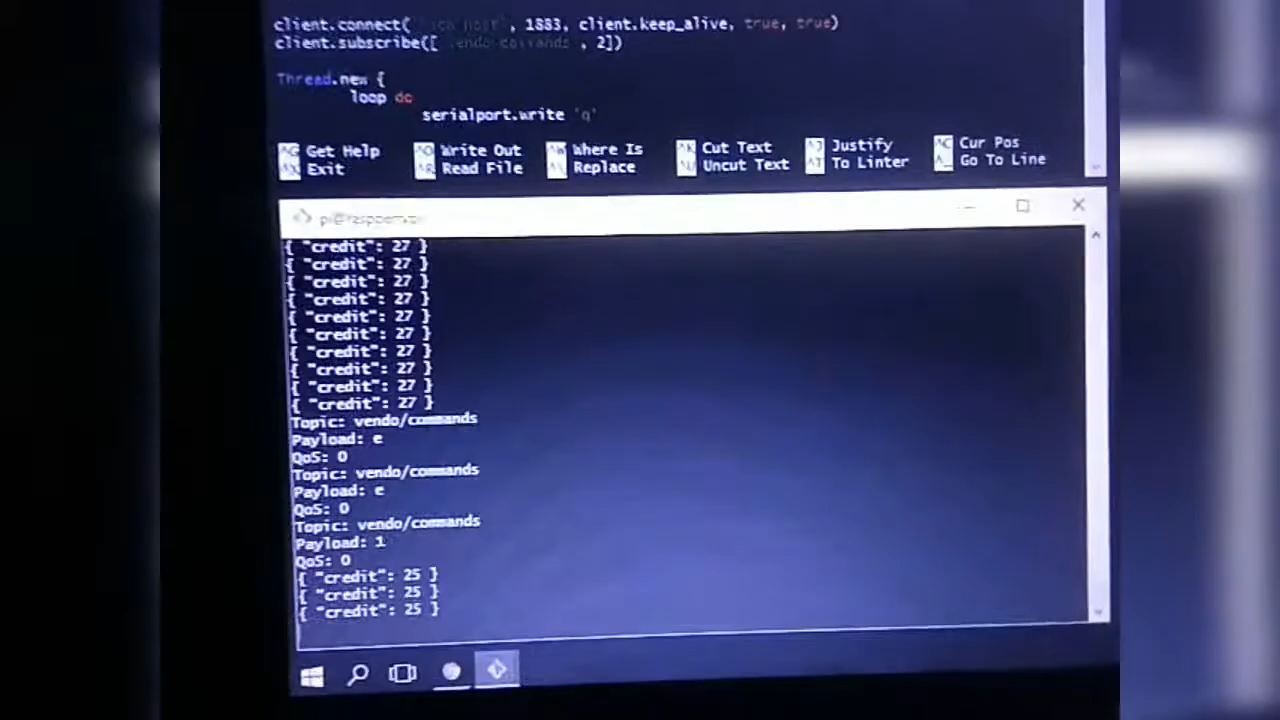 client.connect( , 1883, client.keep_alive, true, true)
client.subscribe([ , 2])
Thread.new {
loop do
serialport.write 'q'
^G Get Help ^O Write Out ^W Where Is ^K Cut Text ^J Justify ^C Cur Pos
^X Exit ^R Read File ^\ Replace ^U Uncut Text ^T To Linter ^_ Go To Line
{ "credit": 27 }
{ "credit": 27 }
{ "credit": 27 }
{ "credit": 27 }
{ "credit": 27 }
{ "credit": 27 }
{ "credit": 27 }
{ "credit": 27 }
{ "credit": 27 }
{ "credit": 27 }
Topic: vendo/commands
Payload: e
QoS: 0
Topic: vendo/commands
Payload: e
QoS: 0
Topic: vendo/commands
Payload: 1
QoS: 0
{ "credit": 25 }
{ "credit": 25 }
{ "credit": 25 }